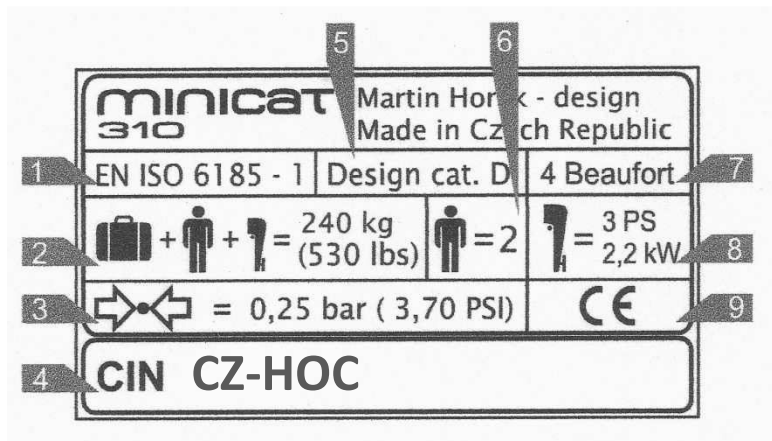 5 6
minicat
310
Martin Horák - design
Made in Czech Republic
1 EN ISO 6185 - 1 Design cat. D 4 Beaufort 7
2 + + = 240 kg (530 lbs) =2 = 3 PS 2,2 kW 8
3 = 0,25 bar ( 3,70 PSI) CE 9
4 CIN CZ-HOC